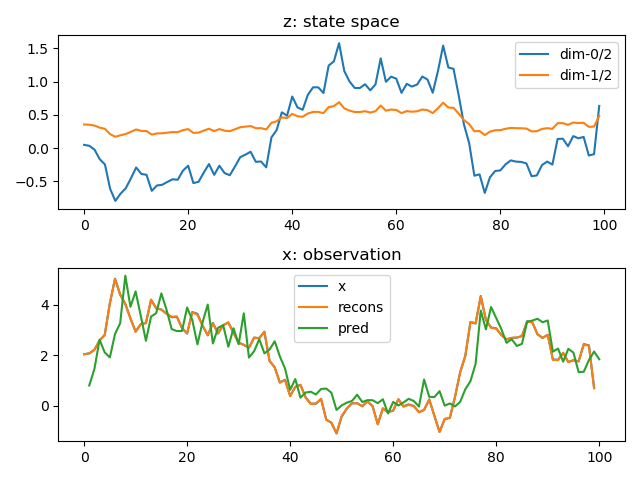 z: state space
1.5
1.0
0.5
0.0
−0.5
dim-0/2
dim-1/2
0 20 40 60 80 100
x: observation
4
2
0
x
recons
pred
0 20 40 60 80 100